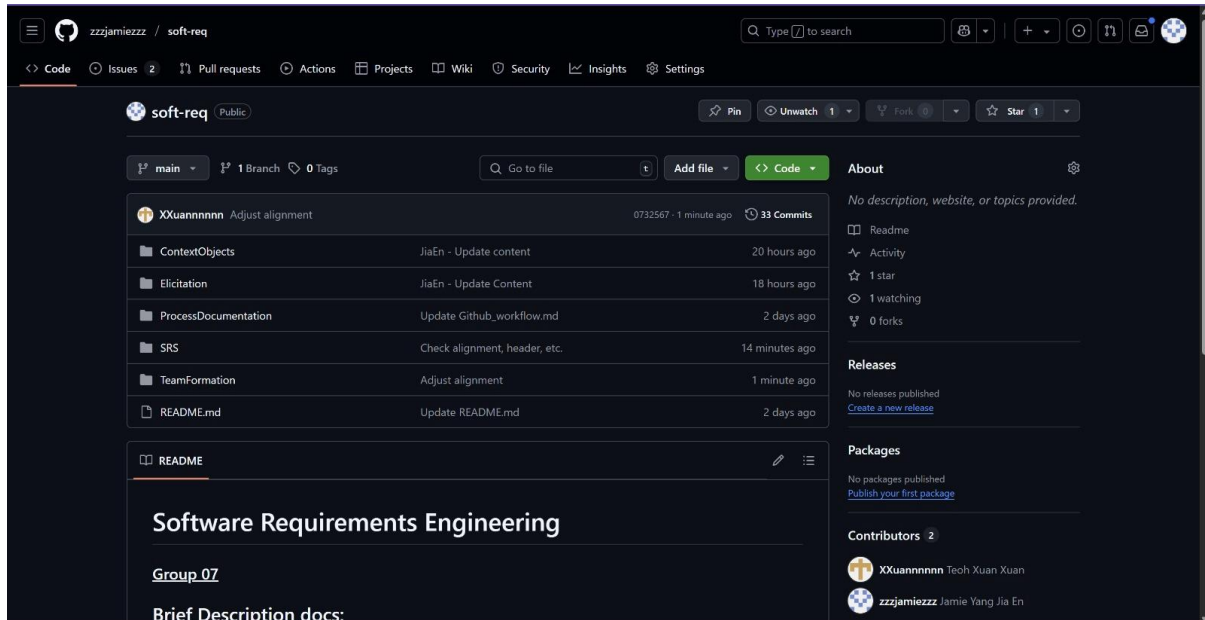 zzzjamiezzz / soft-req
Type / to search
<> Code
Issues 2
Pull requests
Actions
Projects
Wiki
Security
Insights
Settings
soft-req Public
Pin
Unwatch 1
Fork 0
Star 1
main
1 Branch
0 Tags
Go to file t
Add file
<> Code
XXuannnnnn Adjust alignment 0732567 · 1 minute ago 33 Commits
ContextObjects JiaEn - Update content 20 hours ago
Elicitation JiaEn - Update Content 18 hours ago
ProcessDocumentation Update Github_workflow.md 2 days ago
SRS Check alignment, header, etc. 14 minutes ago
TeamFormation Adjust alignment 1 minute ago
README.md Update README.md 2 days ago
README
Software Requirements Engineering
Group 07
Brief Description docs:
About
No description, website, or topics provided.
Readme
Activity
1 star
1 watching
0 forks
Releases
No releases published
Create a new release
Packages
No packages published
Publish your first package
Contributors 2
XXuannnnnn Teoh Xuan Xuan
zzzjamiezzz Jamie Yang Jia En